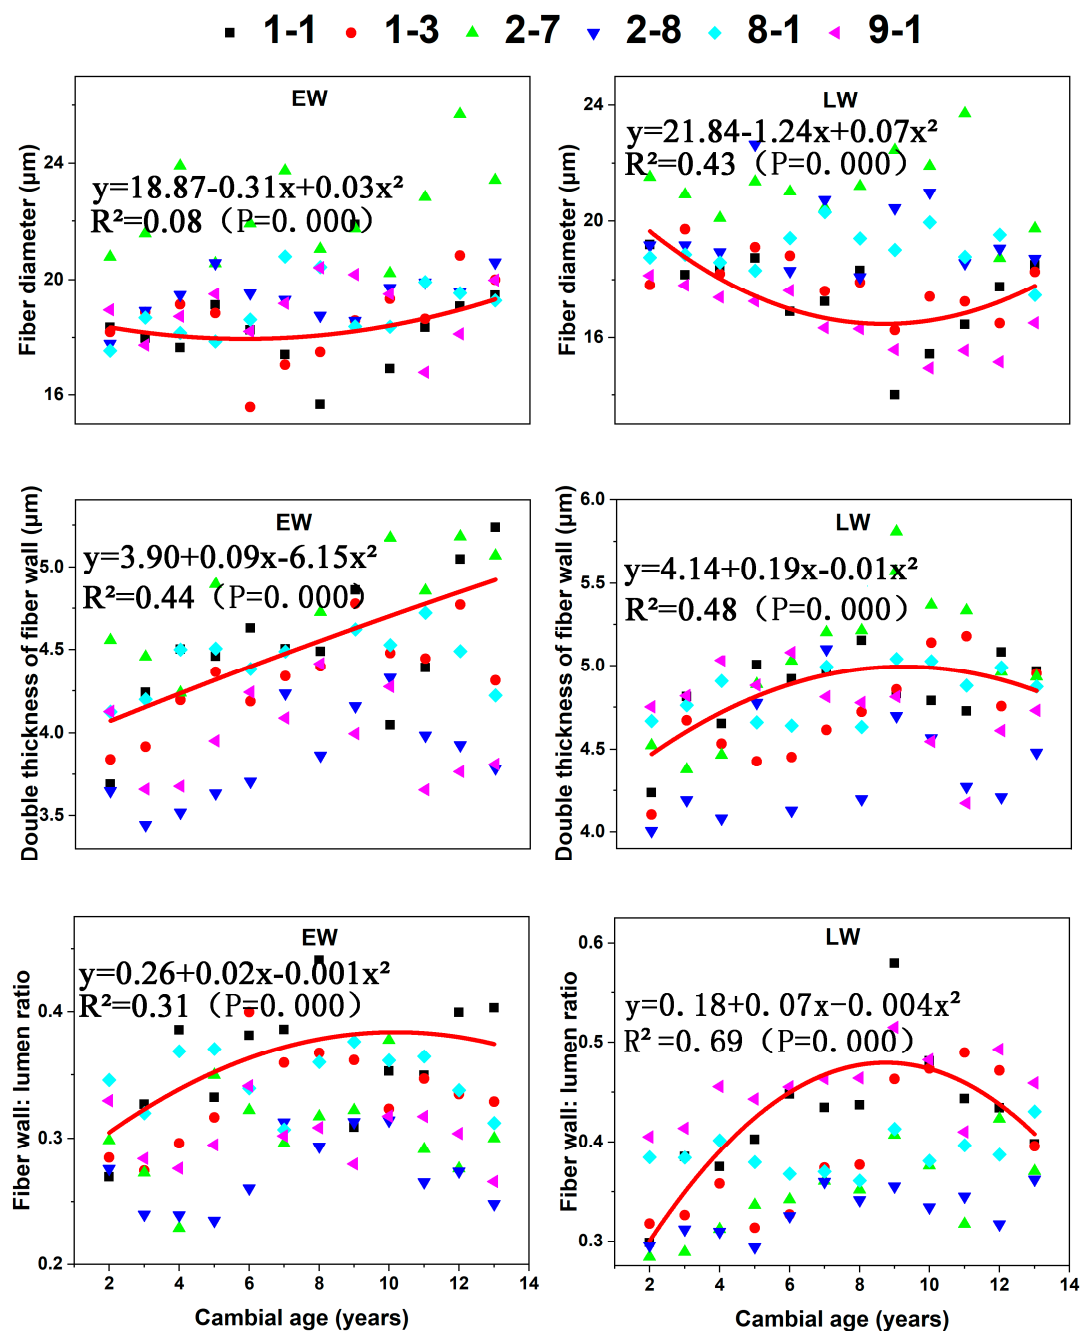 1-1 1-3 2-7 2-8 8-1 9-1
EW
y=18.87-0.31x+0.03x²
R²=0.08 (P=0.000)
Fiber diameter (μm)
24
20
16
LW
y=21.84-1.24x+0.07x²
R²=0.43 (P=0.000)
Fiber diameter (μm)
24
20
16
EW
y=3.90+0.09x-6.15x²
R²=0.44 (P=0.000)
Double thickness of fiber wall (μm)
5.0
4.5
4.0
3.5
LW
y=4.14+0.19x-0.01x²
R²=0.48 (P=0.000)
Double thickness of fiber wall (μm)
6.0
5.5
5.0
4.5
4.0
EW
y=0.26+0.02x-0.001x²
R²=0.31 (P=0.000)
Fiber wall: lumen ratio
0.4
0.3
0.2
2 4 6 8 10 12 14
Cambial age (years)
LW
y=0.18+0.07x-0.004x²
R²=0.69 (P=0.000)
Fiber wall: lumen ratio
0.6
0.5
0.4
0.3
2 4 6 8 10 12 14
Cambial age (years)